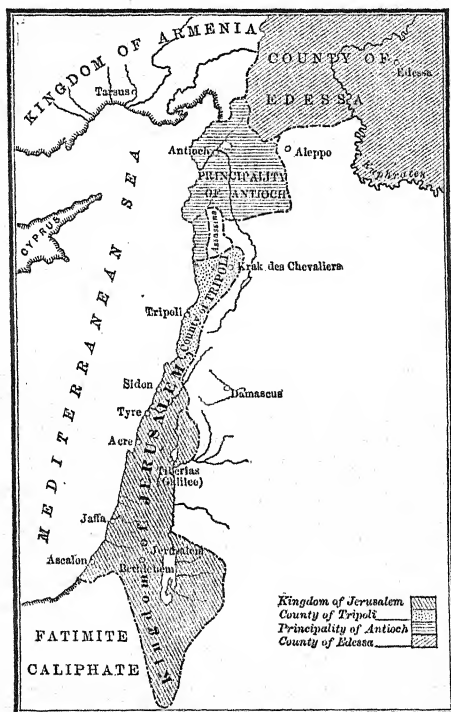 KINGDOM OF ARMENIA
COUNTY OF
EDESSA
Edessa
Tarsus
Antioch
Aleppo
PRINCIPALITY
OF ANTIOCH
Euphrates
CYPRUS
MEDITERRANEAN SEA
Assassins
Krak des Chevaliers
County of TRIPOLI
Tripoli
Sidon
Damascus
Tyre
Acre
Tiberias
(Galilee)
Kingdom of JERUSALEM
Jaffa
Jerusalem
Ascalon
Bethlehem
FATIMITE
CALIPHATE
Kingdom of Jerusalem
County of Tripoli
Principality of Antioch
County of Edessa